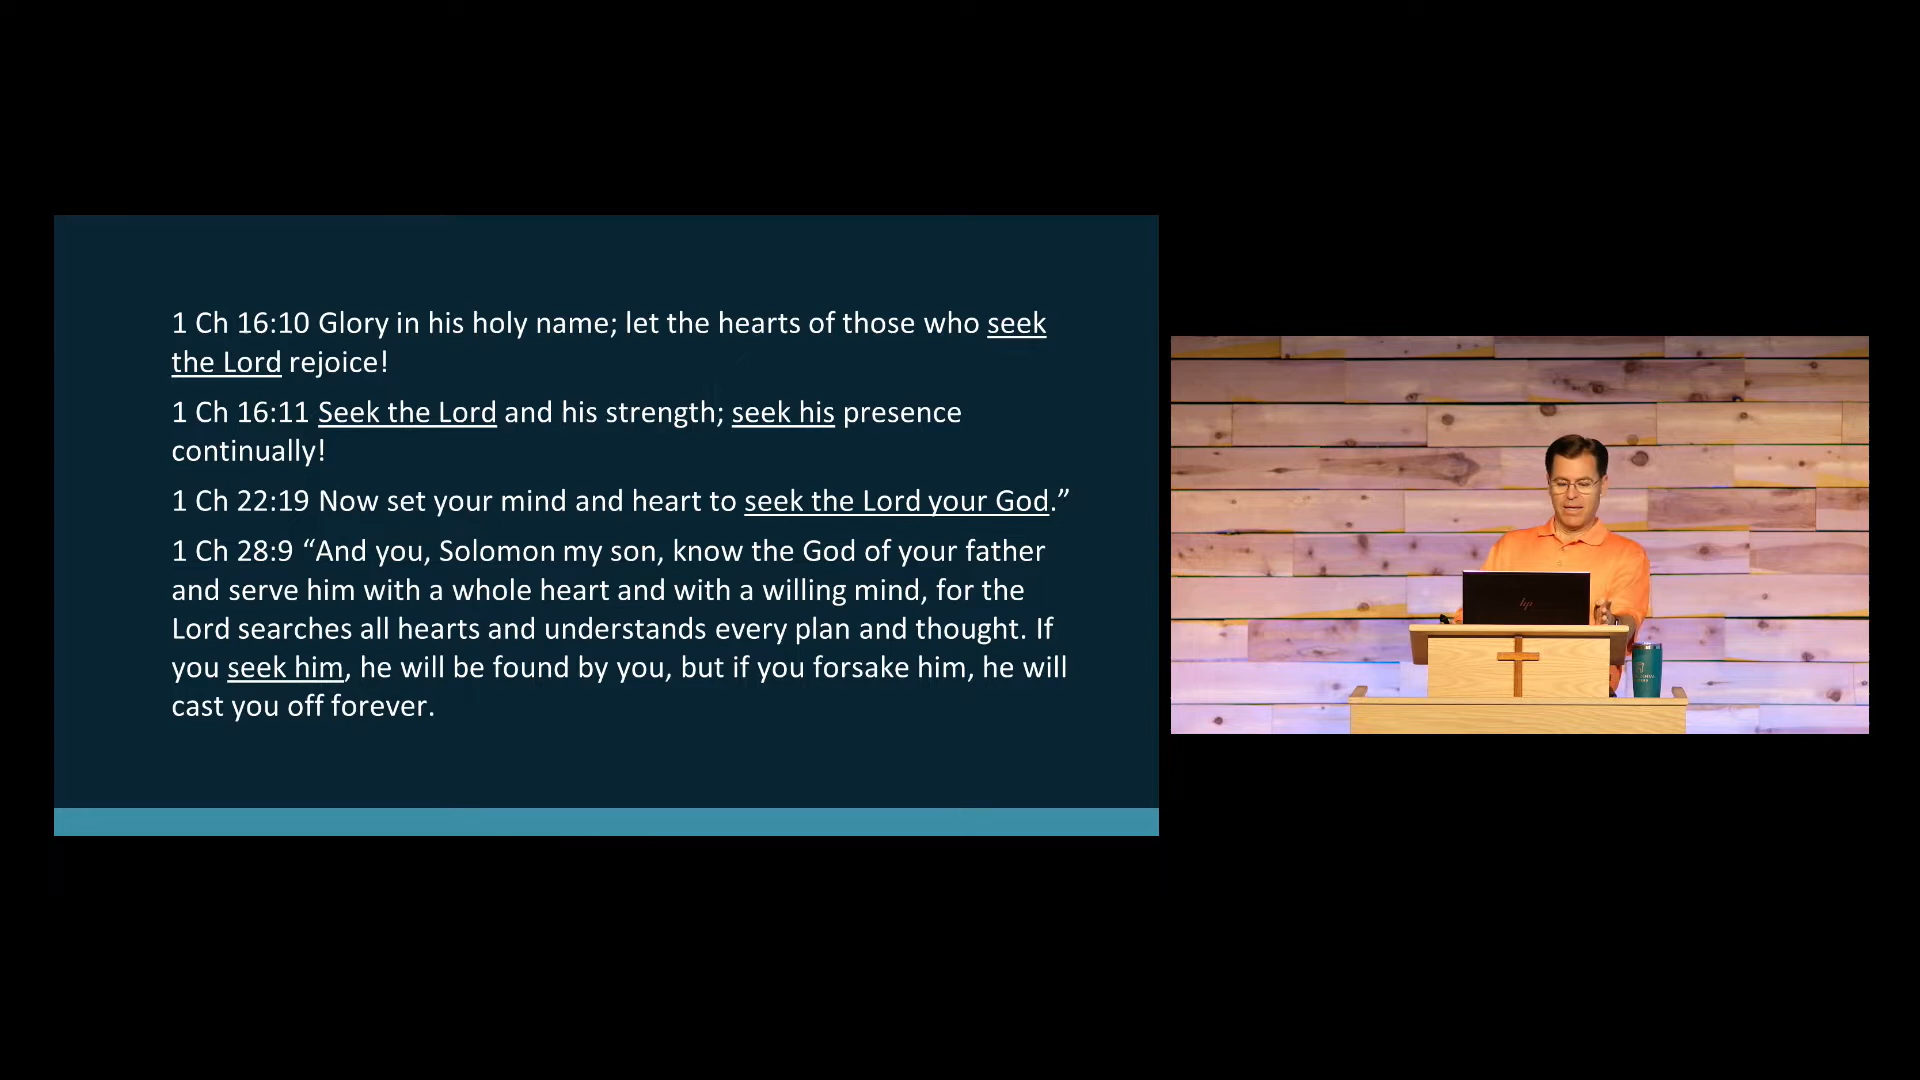 1 Ch 16:10 Glory in his holy name; let the hearts of those who seek
the Lord rejoice!
1 Ch 16:11 Seek the Lord and his strength; seek his presence
continually!
1 Ch 22:19 Now set your mind and heart to seek the Lord your God.”
1 Ch 28:9 “And you, Solomon my son, know the God of your father
and serve him with a whole heart and with a willing mind, for the
Lord searches all hearts and understands every plan and thought. If
you seek him, he will be found by you, but if you forsake him, he will
cast you off forever.
hp